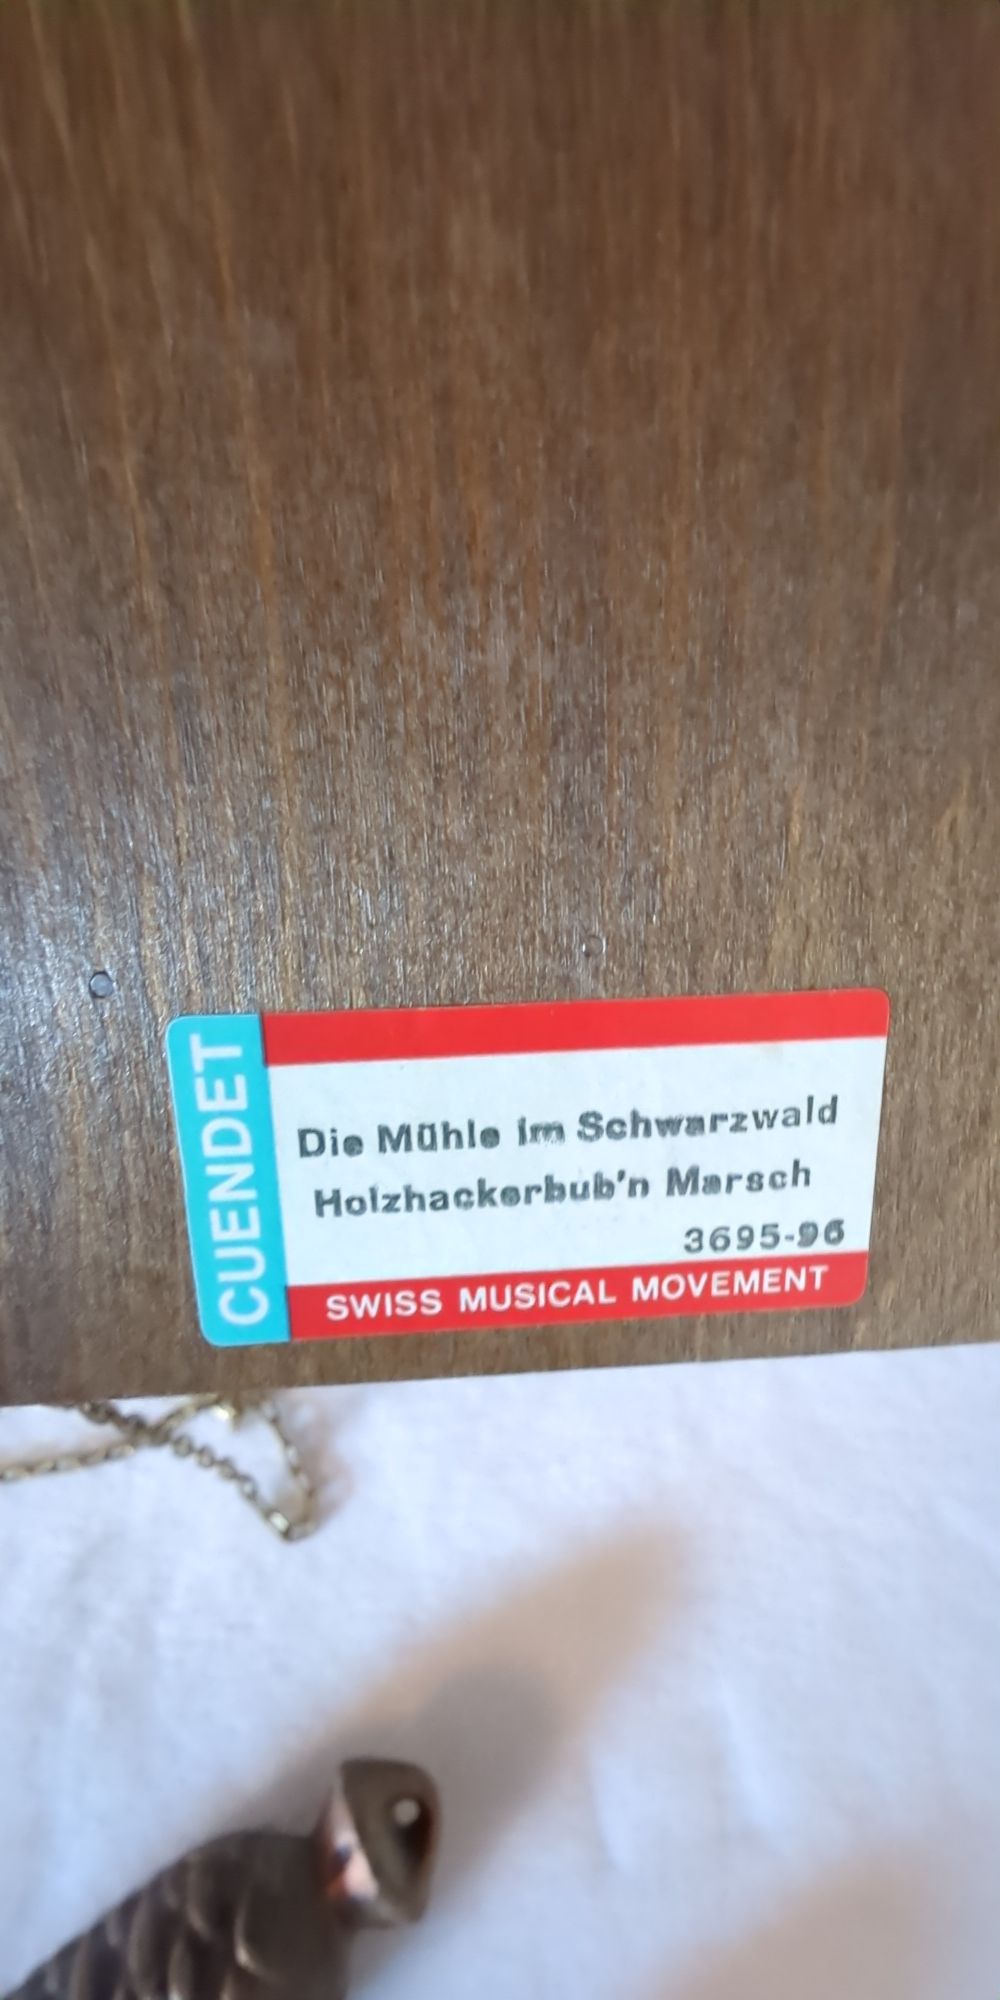 CUENDET
Die Mühle im Schwarzwald
Holzhackerbub'n Marsch
3695-96
SWISS MUSICAL MOVEMENT